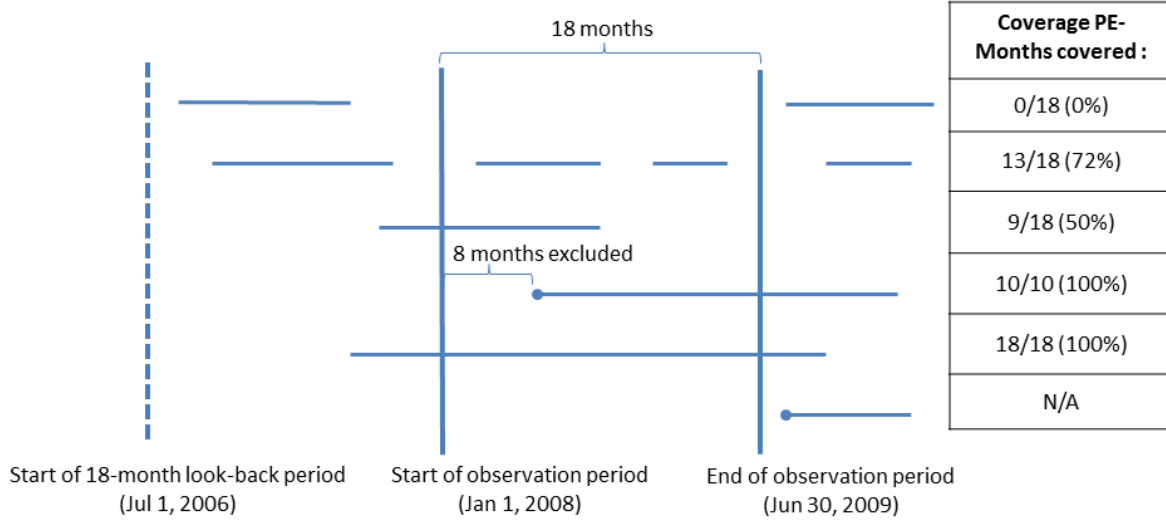 18 months
Coverage PE-
Months covered :
0/18 (0%)
13/18 (72%)
9/18 (50%)
8 months excluded
10/10 (100%)
18/18 (100%)
N/A
Start of 18-month look-back period
(Jul 1, 2006)
Start of observation period
(Jan 1, 2008)
End of observation period
(Jun 30, 2009)